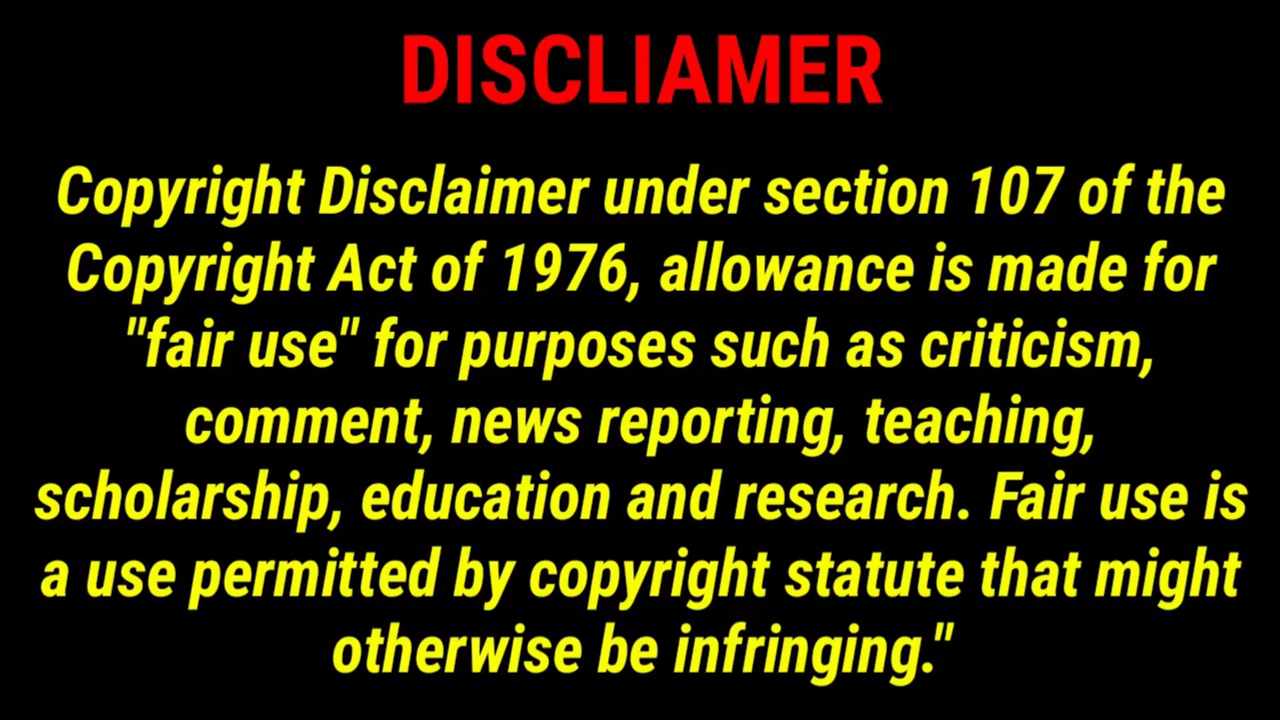 DISCLIAMER
Copyright Disclaimer under section 107 of the
Copyright Act of 1976, allowance is made for
"fair use" for purposes such as criticism,
comment, news reporting, teaching,
scholarship, education and research. Fair use is
a use permitted by copyright statute that might
otherwise be infringing."